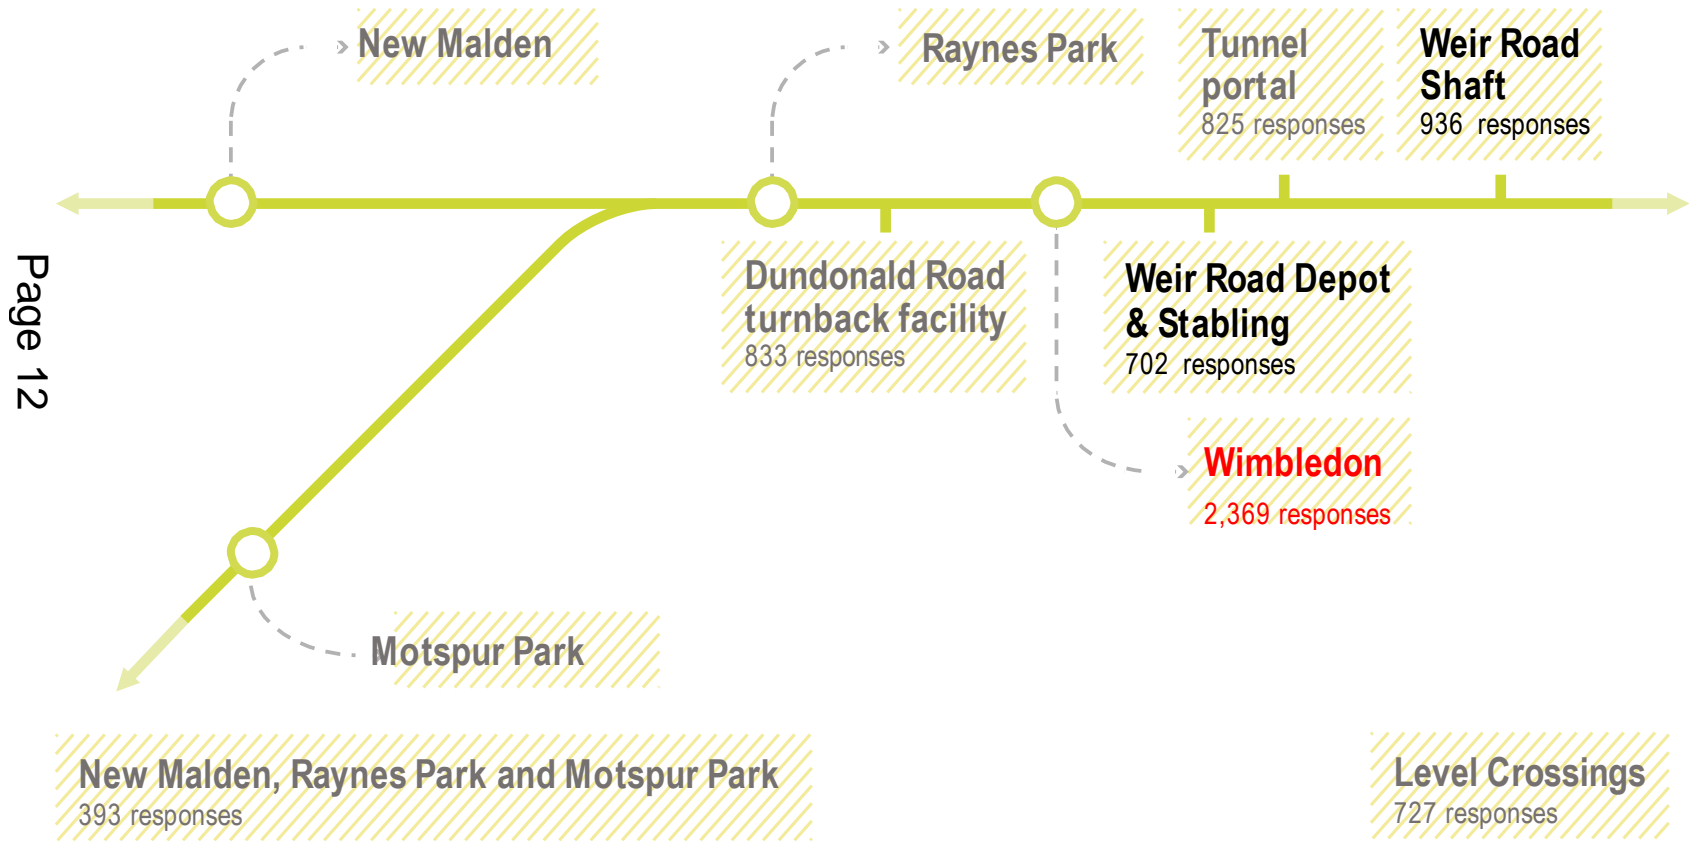 New Malden
Raynes Park
Tunnel
portal
825 responses
Weir Road
Shaft
936 responses
Page 12
Dundonald Road
turnback facility
833 responses
Weir Road Depot
& Stabling
702 responses
Wimbledon
2,369 responses
Motspur Park
New Malden, Raynes Park and Motspur Park
393 responses
Level Crossings
727 responses